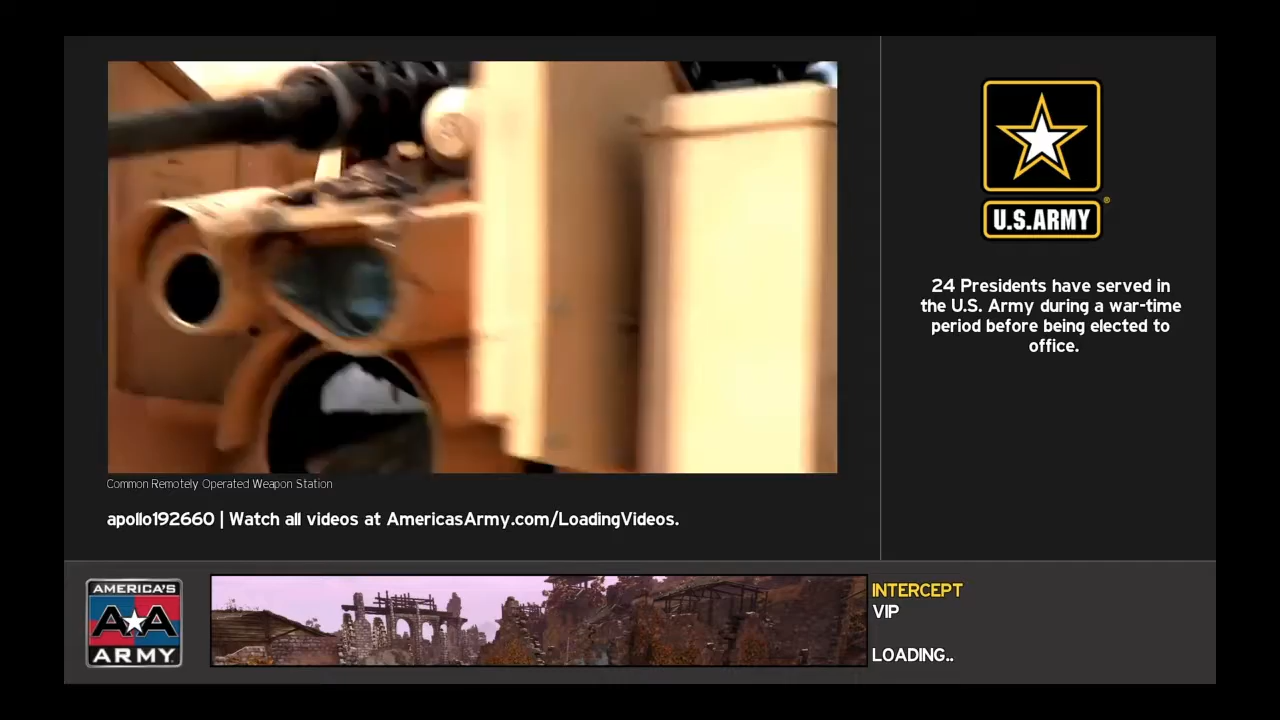 U.S.ARMY
®
24 Presidents have served in
the U.S. Army during a war-time
period before being elected to
office.
Common Remotely Operated Weapon Station
apollo192660 | Watch all videos at AmericasArmy.com/LoadingVideos.
AMERICA'S
AA
ARMY
INTERCEPT
VIP
LOADING..